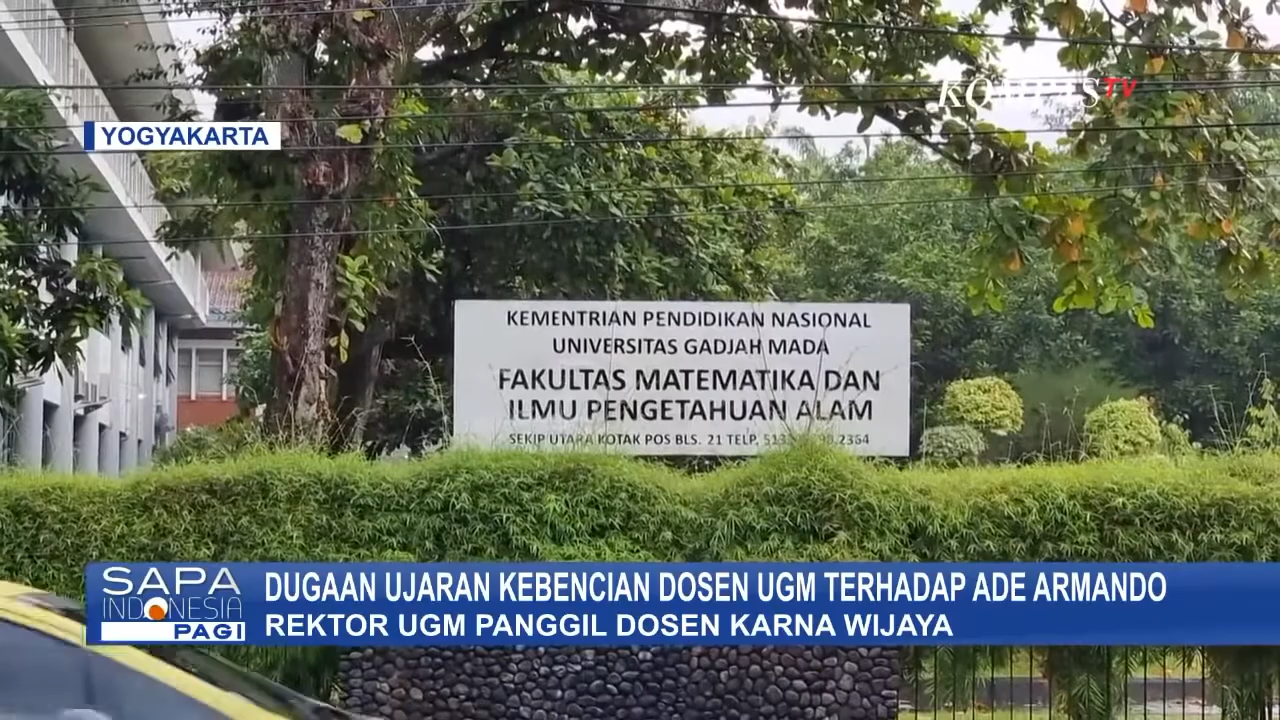 KOMPAS TV
YOGYAKARTA
KEMENTRIAN PENDIDIKAN NASIONAL
UNIVERSITAS GADJAH MADA
FAKULTAS MATEMATIKA DAN
ILMU PENGETAHUAN ALAM
SEKIP UTARA KOTAK POS BLS. 21 TELP.
SAPA
INDONESIA
PAGI
DUGAAN UJARAN KEBENCIAN DOSEN UGM TERHADAP ADE ARMANDO
REKTOR UGM PANGGIL DOSEN KARNA WIJAYA